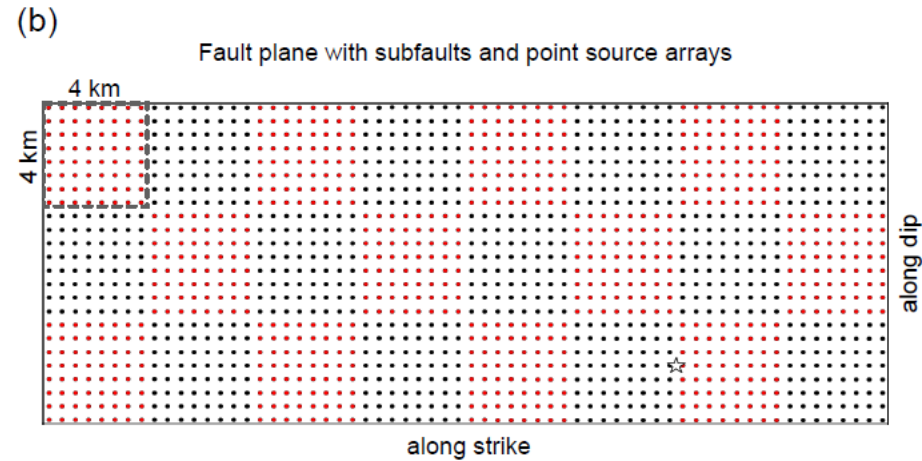 (b)
Fault plane with subfaults and point source arrays
4 km
4 km
along dip
along strike